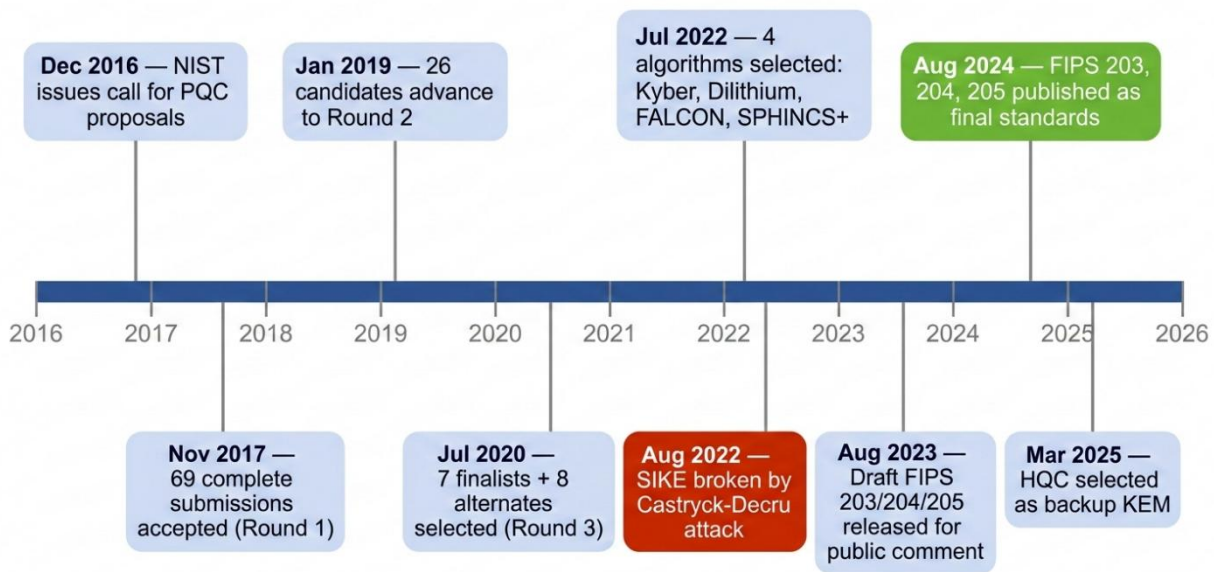 Dec 2016 — NIST
issues call for PQC
proposals
Jan 2019 — 26
candidates advance
to Round 2
Jul 2022 — 4
algorithms selected:
Kyber, Dilithium,
FALCON, SPHINCS+
Aug 2024 — FIPS 203,
204, 205 published as
final standards
2016
2017
2018
2019
2020
2021
2022
2023
2024
2025
2026
Nov 2017 —
69 complete
submissions
accepted (Round 1)
Jul 2020 —
7 finalists + 8
alternates
selected (Round 3)
Aug 2022 —
SIKE broken by
Castryck-Decru
attack
Aug 2023 —
Draft FIPS
203/204/205
released for
public comment
Mar 2025 —
HQC selected
as backup KEM